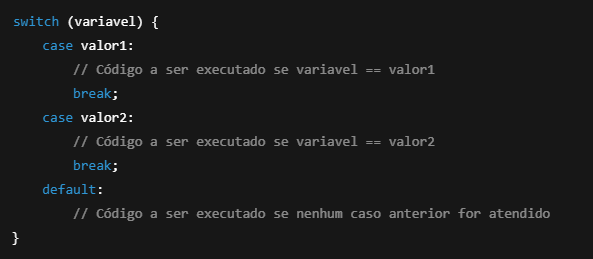 switch (variavel) {
    case valor1:
        // Código a ser executado se variavel == valor1
        break;
    case valor2:
        // Código a ser executado se variavel == valor2
        break;
    default:
        // Código a ser executado se nenhum caso anterior for atendido
}